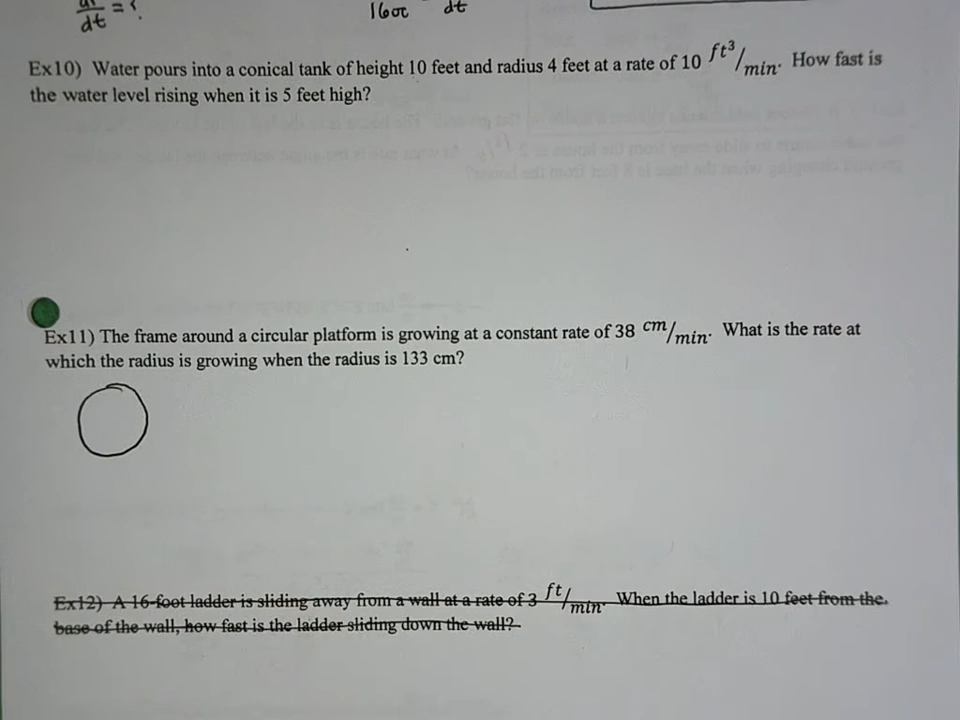 dt = ?
160π dt
Ex10) Water pours into a conical tank of height 10 feet and radius 4 feet at a rate of 10 ft³/min. How fast is
the water level rising when it is 5 feet high?
Ex11) The frame around a circular platform is growing at a constant rate of 38 cm/min. What is the rate at
which the radius is growing when the radius is 133 cm?
Ex12) A 16-foot ladder is sliding away from a wall at a rate of 3 ft/min. When the ladder is 10 feet from the
base of the wall, how fast is the ladder sliding down the wall?